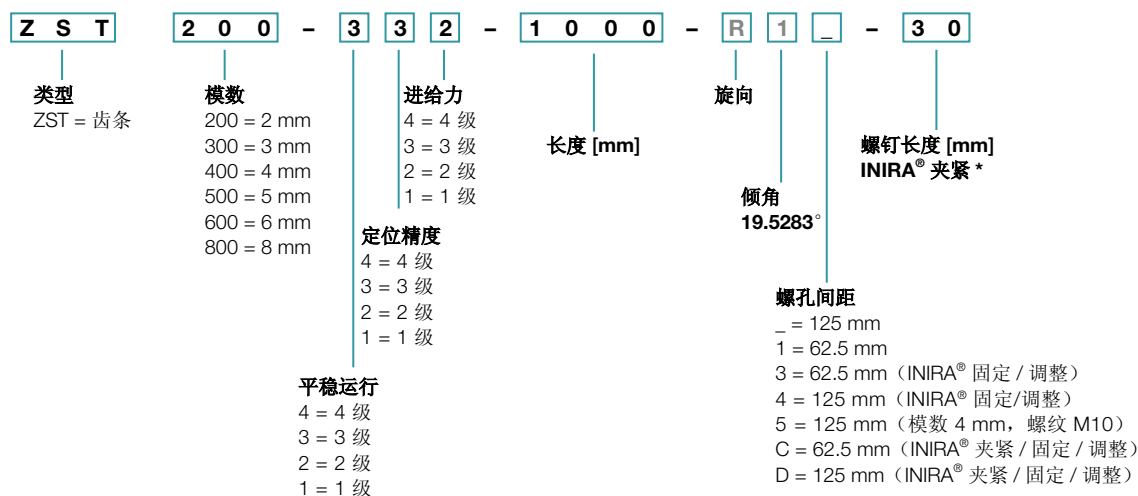 Z S T 2 0 0 – 3 3 2 – 1 0 0 0 – R 1 _ – 3 0
类型
ZST = 齿条
模数
200 = 2 mm
300 = 3 mm
400 = 4 mm
500 = 5 mm
600 = 6 mm
800 = 8 mm
进给力
4 = 4 级
3 = 3 级
2 = 2 级
1 = 1 级
定位精度
4 = 4 级
3 = 3 级
2 = 2 级
1 = 1 级
平稳运行
4 = 4 级
3 = 3 级
2 = 2 级
1 = 1 级
长度 [mm]
旋向
倾角
19.5283°
螺孔间距
_ = 125 mm
1 = 62.5 mm
3 = 62.5 mm（INIRA® 固定 / 调整）
4 = 125 mm（INIRA® 固定/调整）
5 = 125 mm（模数 4 mm，螺纹 M10）
C = 62.5 mm（INIRA® 夹紧 / 固定 / 调整）
D = 125 mm（INIRA® 夹紧 / 固定 / 调整）
螺钉长度 [mm]
INIRA® 夹紧 *